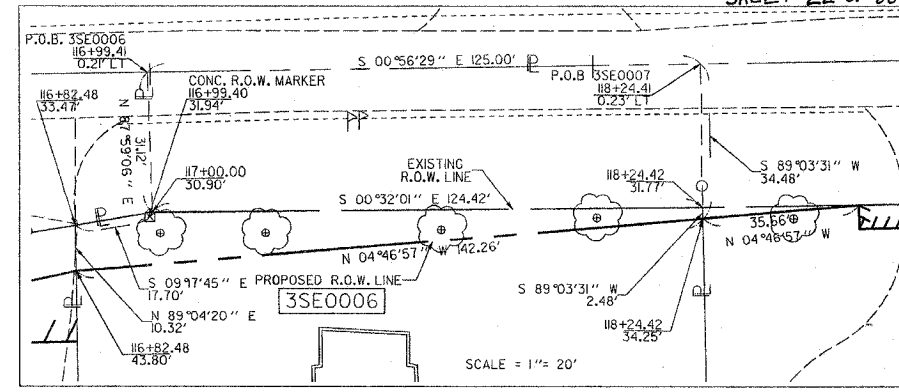 P.O.B. 3SE0006
116+99.41
0.21' LT
S 00°56'29" E 125.00'
P.O.B 3SE0007
118+24.41
0.23' LT
CONC. R.O.W. MARKER
116+99.40
31.94'
116+82.48
33.47'
N 87°59'06" E
31.12'
117+00.00
30.90'
EXISTING
R.O.W. LINE
118+24.42
31.77'
S 89°03'31" W
34.48'
S 00°32'01" E 124.42'
35.66'
N 04°46'57" W
N 04°46'57" W 142.26'
S 09°17'45" E
17.70'
PROPOSED R.O.W. LINE
3SE0006
S 89°03'31" W
2.48'
N 89°04'20" E
10.32'
118+24.42
34.25'
116+82.48
43.80'
SCALE = 1"= 20'